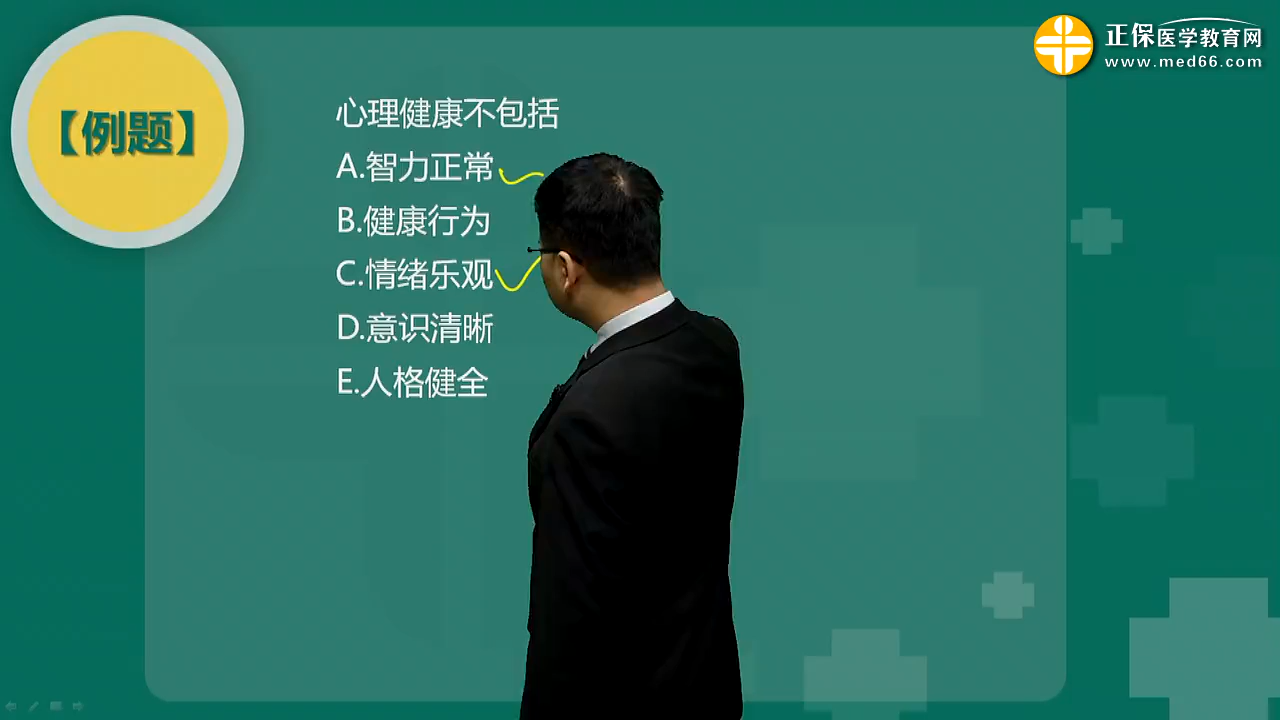 【例题】
正保医学教育网
www.med66.com
心理健康不包括
A.智力正常
B.健康行为
C.情绪乐观
D.意识清晰
E.人格健全